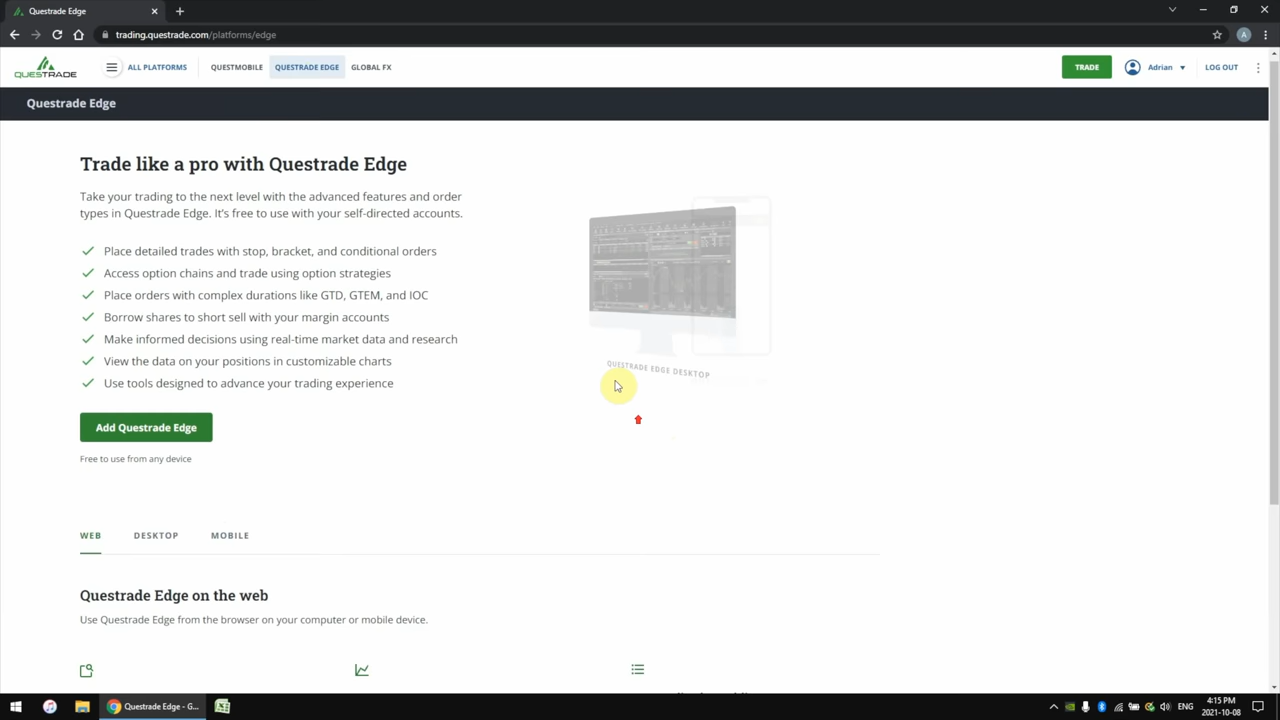 Questrade Edge
trading.questrade.com/platforms/edge
A
QUESTRADE
ALL PLATFORMS
QUESTMOBILE
QUESTRADE EDGE
GLOBAL FX
TRADE
Adrian
LOG OUT
Questrade Edge
Trade like a pro with Questrade Edge
Take your trading to the next level with the advanced features and order
types in Questrade Edge. It’s free to use with your self-directed accounts.
Place detailed trades with stop, bracket, and conditional orders
Access option chains and trade using option strategies
Place orders with complex durations like GTD, GTEM, and IOC
Borrow shares to short sell with your margin accounts
Make informed decisions using real-time market data and research
View the data on your positions in customizable charts
Use tools designed to advance your trading experience
QUESTRADE EDGE DESKTOP
Add Questrade Edge
Free to use from any device
WEB
DESKTOP
MOBILE
Questrade Edge on the web
Use Questrade Edge from the browser on your computer or mobile device.
Questrade Edge - G...
ENG
4:15 PM
2021-10-08